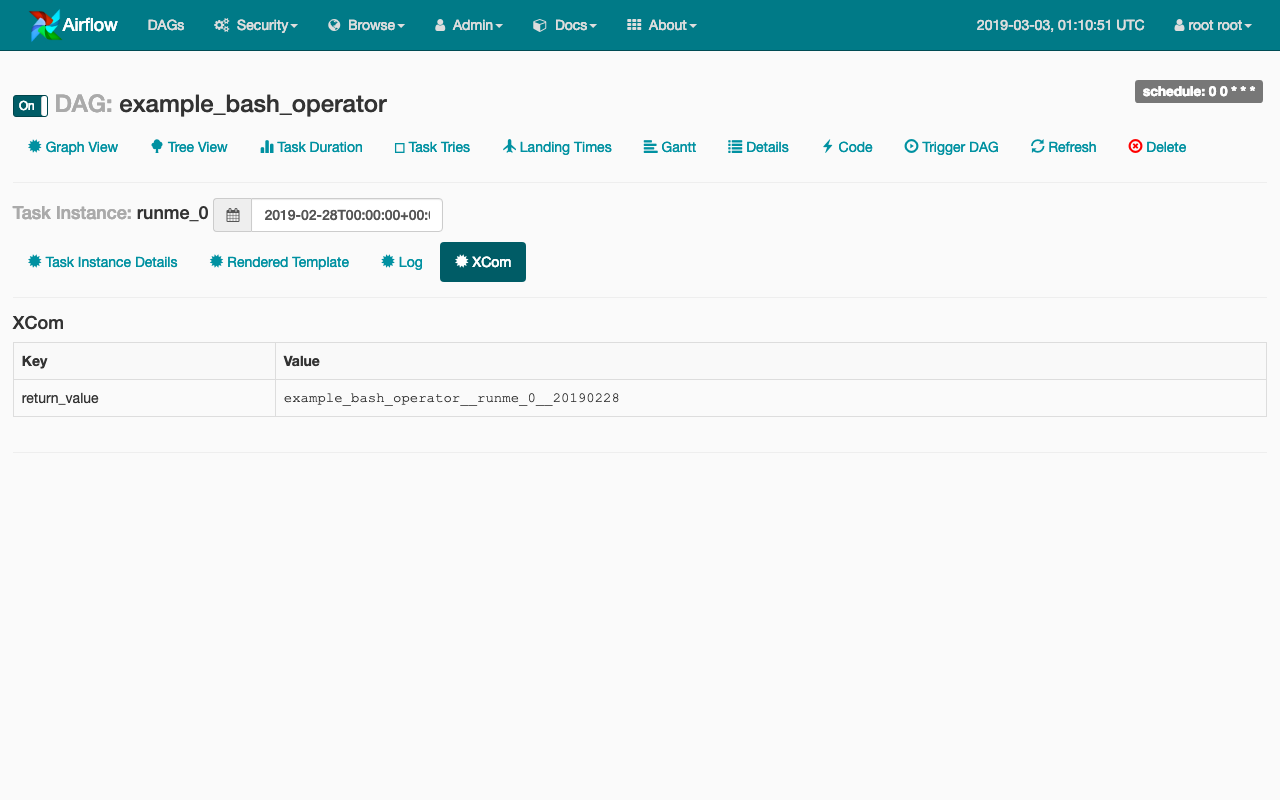 Airflow DAGs Security Browse Admin Docs About 2019-03-03, 01:10:51 UTC root root
schedule: 0 0 * * *
On DAG: example_bash_operator
Graph View Tree View Task Duration Task Tries Landing Times Gantt Details Code Trigger DAG Refresh Delete
Task Instance: runme_0 2019-02-28T00:00:00+00:
Task Instance Details Rendered Template Log XCom
XCom
Key Value
return_value example_bash_operator__runme_0__20190228